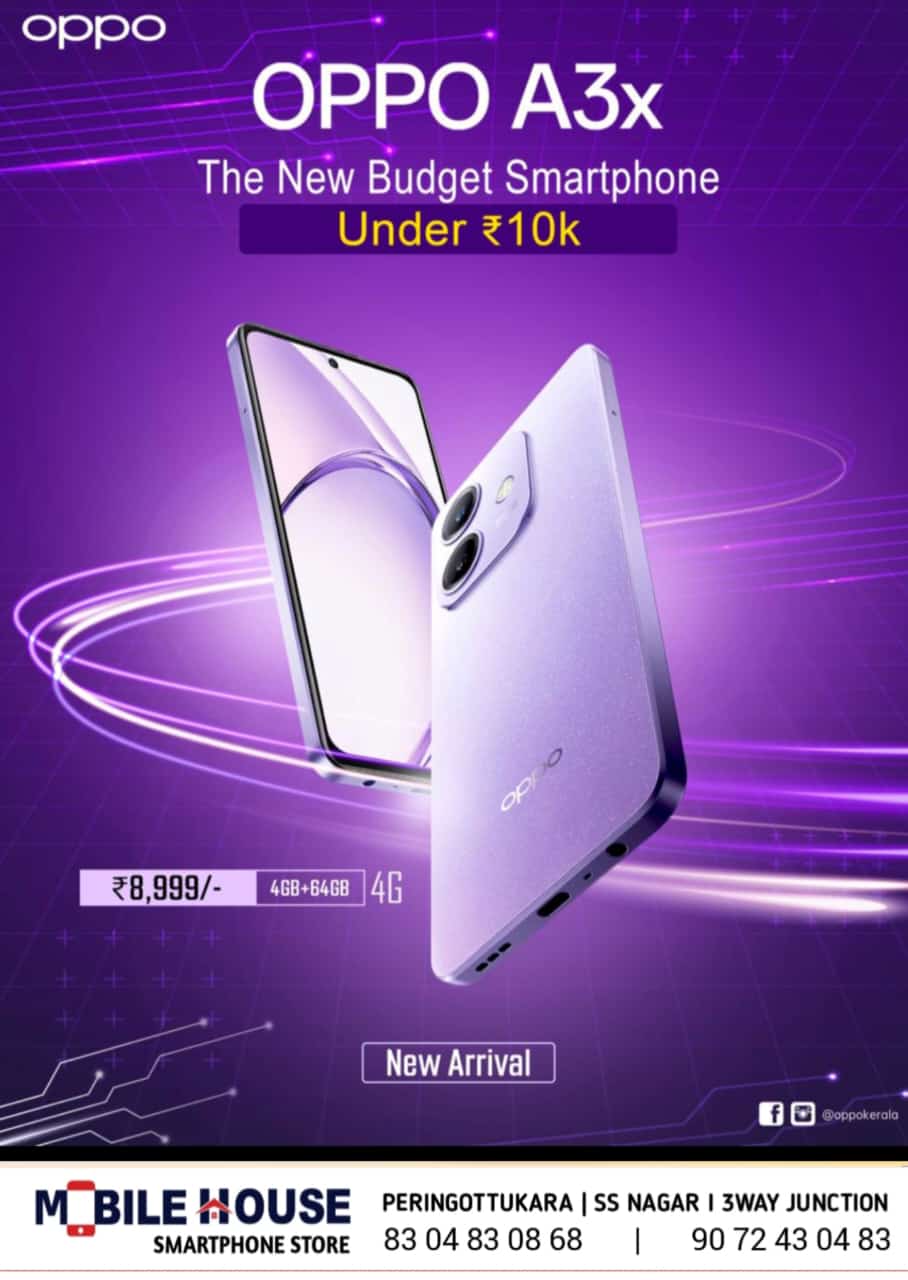 oppo
OPPO A3x
The New Budget Smartphone
Under ₹10k
oppo
₹8,999/- 4GB+64GB 4G
New Arrival
@oppokerala
MOBILE HOUSE
SMARTPHONE STORE
PERINGOTTUKARA | SS NAGAR I 3WAY JUNCTION
83 04 83 08 68 | 90 72 43 04 83